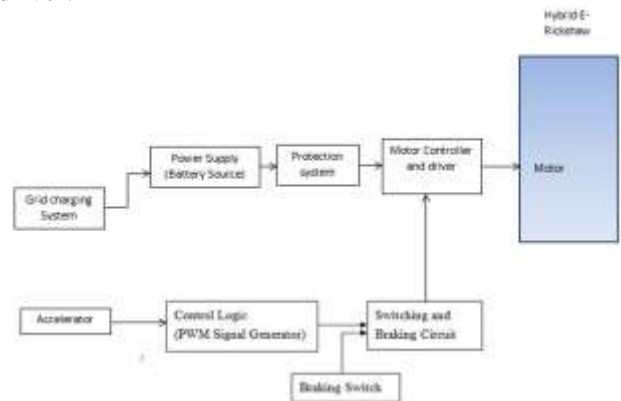 Hybrid E-
Rickshaw
Motor Controller
and driver
Power Supply
(Battery Source)
Protection
system
Motor
Grid charging
System
Accelerator
Control Logic
(PWM Signal Generator)
Switching and
Braking Circuit
Braking Switch